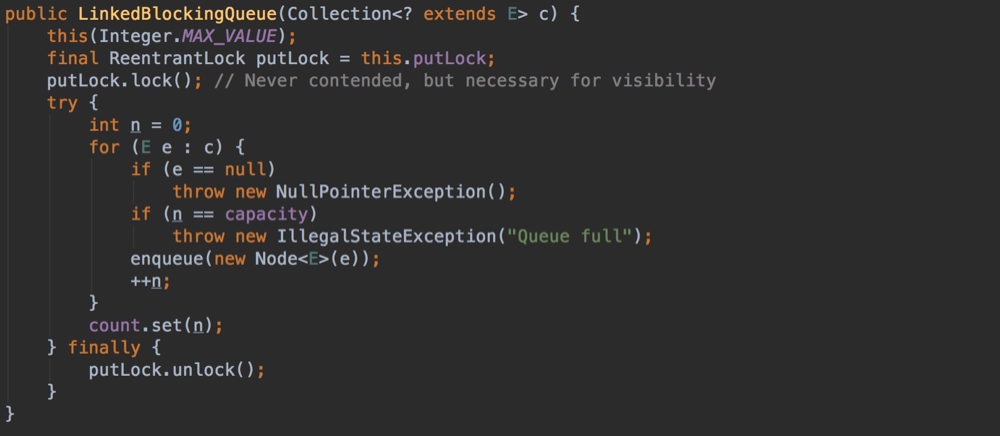 public LinkedBlockingQueue(Collection<? extends E> c) {
    this(Integer.MAX_VALUE);
    final ReentrantLock putLock = this.putLock;
    putLock.lock(); // Never contended, but necessary for visibility
    try {
        int n = 0;
        for (E e : c) {
            if (e == null)
                throw new NullPointerException();
            if (n == capacity)
                throw new IllegalStateException("Queue full");
            enqueue(new Node<E>(e));
            ++n;
        }
        count.set(n);
    } finally {
        putLock.unlock();
    }
}